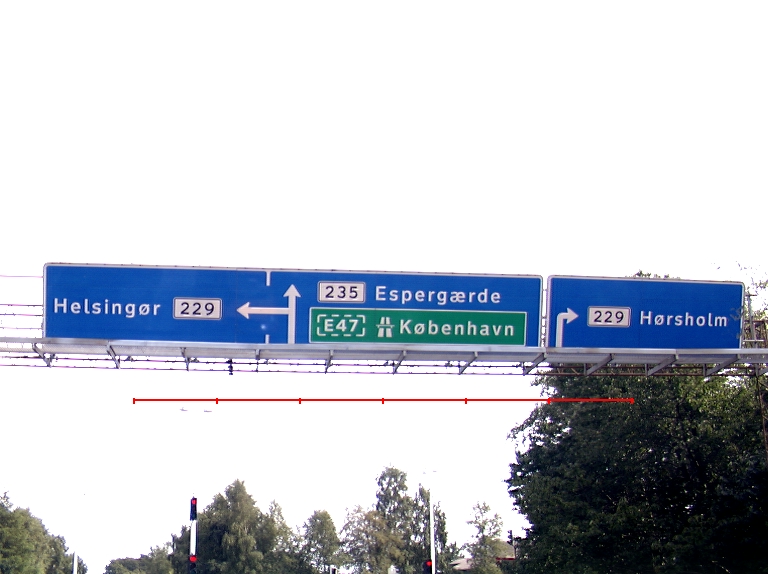 Helsingør 229
235 Espergærde
E47 København
229 Hørsholm